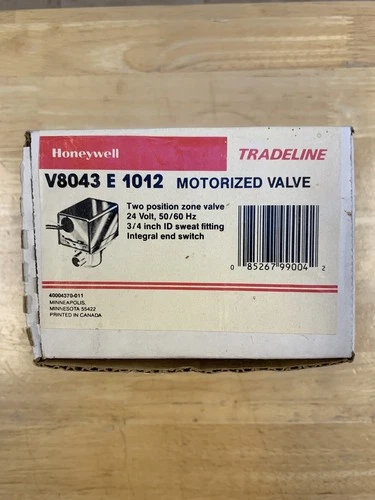 Honeywell
TRADELINE
V8043 E 1012 MOTORIZED VALVE
Two position zone valve
24 Volt, 50/60 Hz
3/4 inch ID sweat fitting
Integral end switch
0 85267 99004 2
40004370-011
MINNEAPOLIS,
MINNESOTA 55422
PRINTED IN CANADA